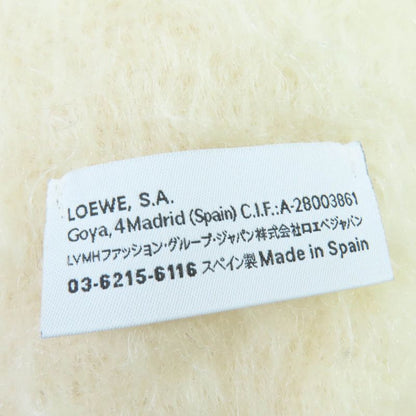 LOEWE, S.A.
Goya, 4 Madrid (Spain) C.I.F.:A-28003861
LVMHファッション・グループ・ジャパン株式会社ロエベジャパン
03-6215-6116 スペイン製 Made in Spain